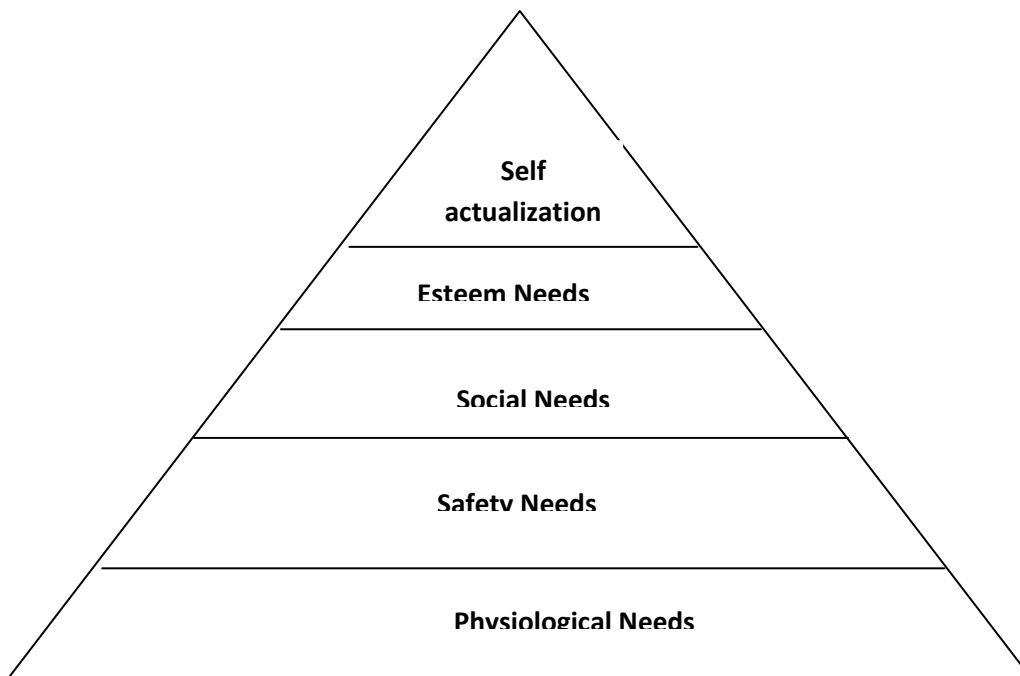 Self
actualization
Esteem Needs
Social Needs
Safety Needs
Physiological Needs